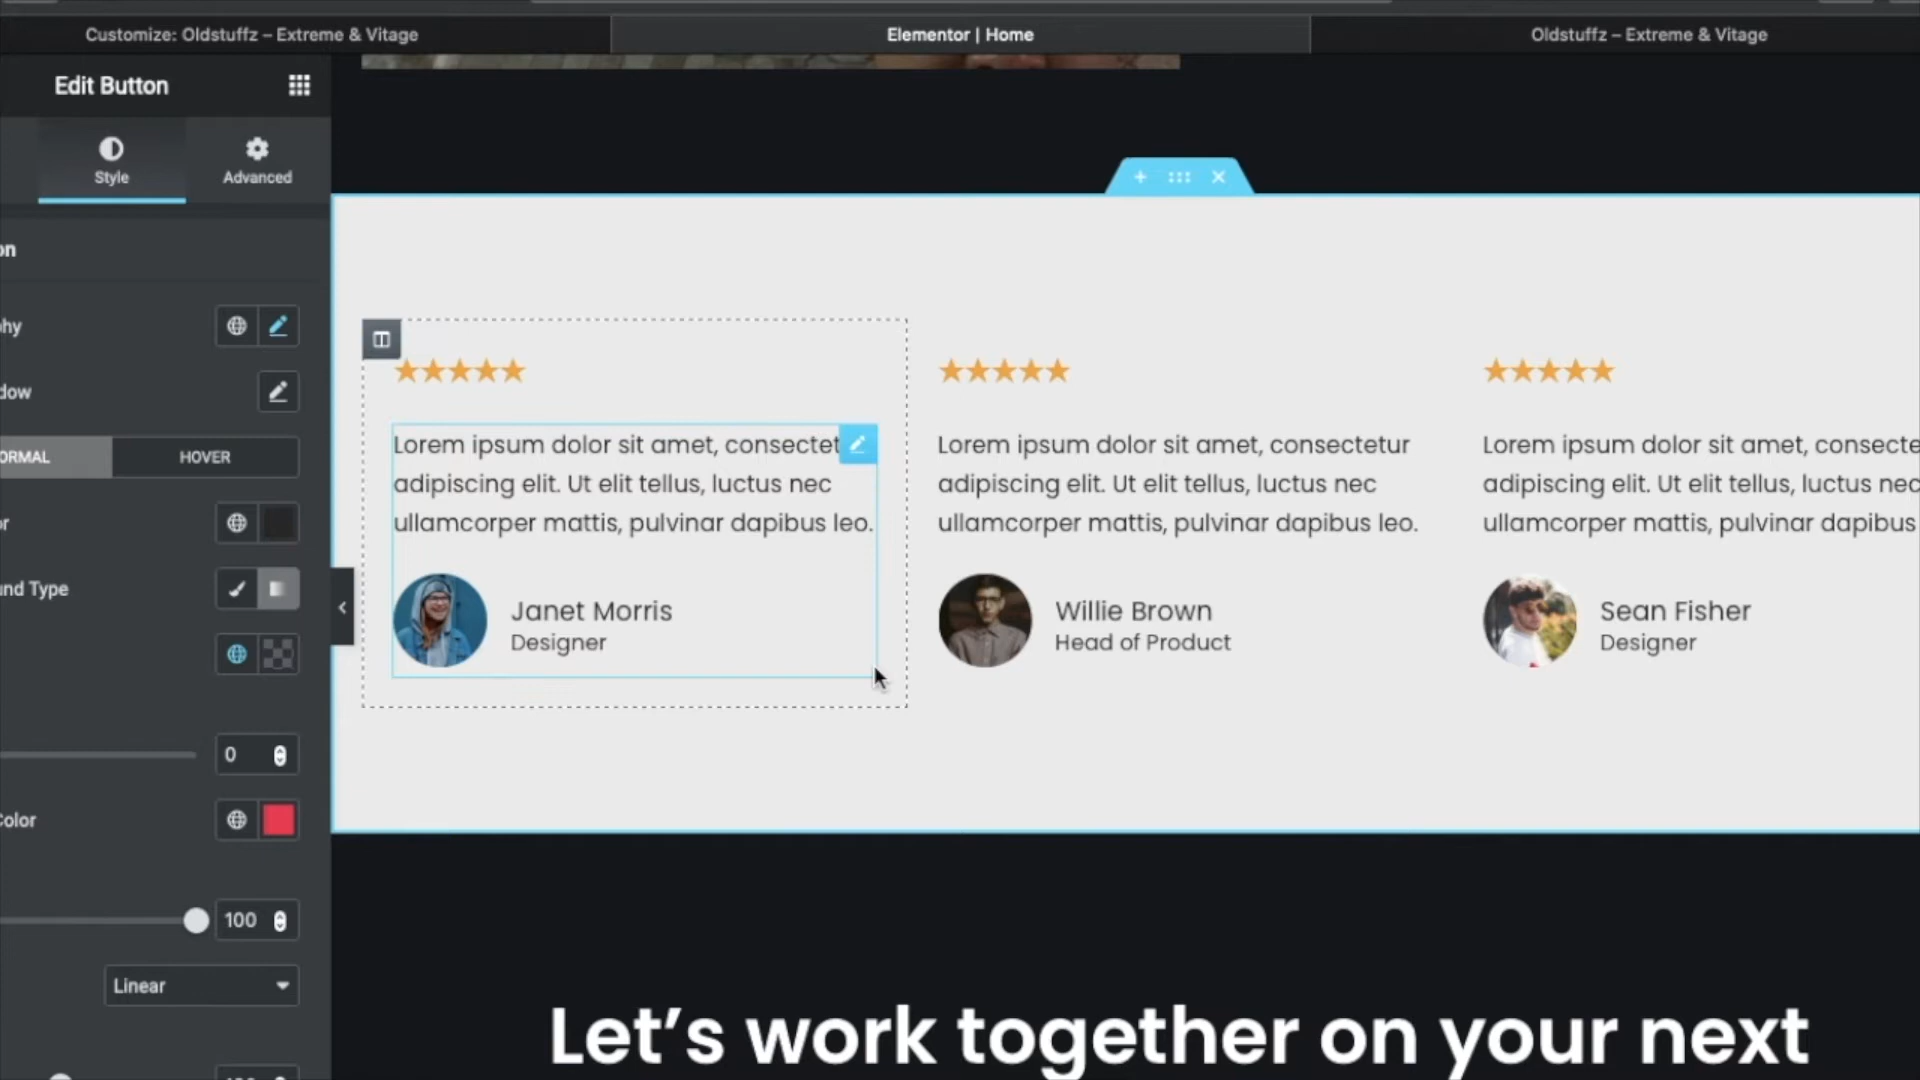 Customize: Oldstuffz – Extreme & Vitage
Elementor | Home
Oldstuffz – Extreme & Vitage
Edit Button
Style
Advanced
on
hy
dow
ORMAL
HOVER
or
nd Type
0
Color
100
Linear
Lorem ipsum dolor sit amet, consectet
adipiscing elit. Ut elit tellus, luctus nec
ullamcorper mattis, pulvinar dapibus leo.
Janet Morris
Designer
Lorem ipsum dolor sit amet, consectetur
adipiscing elit. Ut elit tellus, luctus nec
ullamcorper mattis, pulvinar dapibus leo.
Willie Brown
Head of Product
Lorem ipsum dolor sit amet, consecte
adipiscing elit. Ut elit tellus, luctus nec
ullamcorper mattis, pulvinar dapibus
Sean Fisher
Designer
Let’s work together on your next